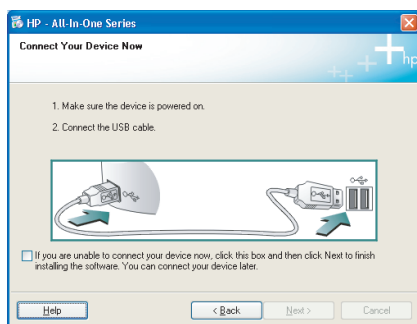 HP - All-In-One Series
Connect Your Device Now
hp
1. Make sure the device is powered on.
2. Connect the USB cable.
If you are unable to connect your device now, click this box and then click Next to finish
installing the software. You can connect your device later.
Help
< Back
Next >
Cancel